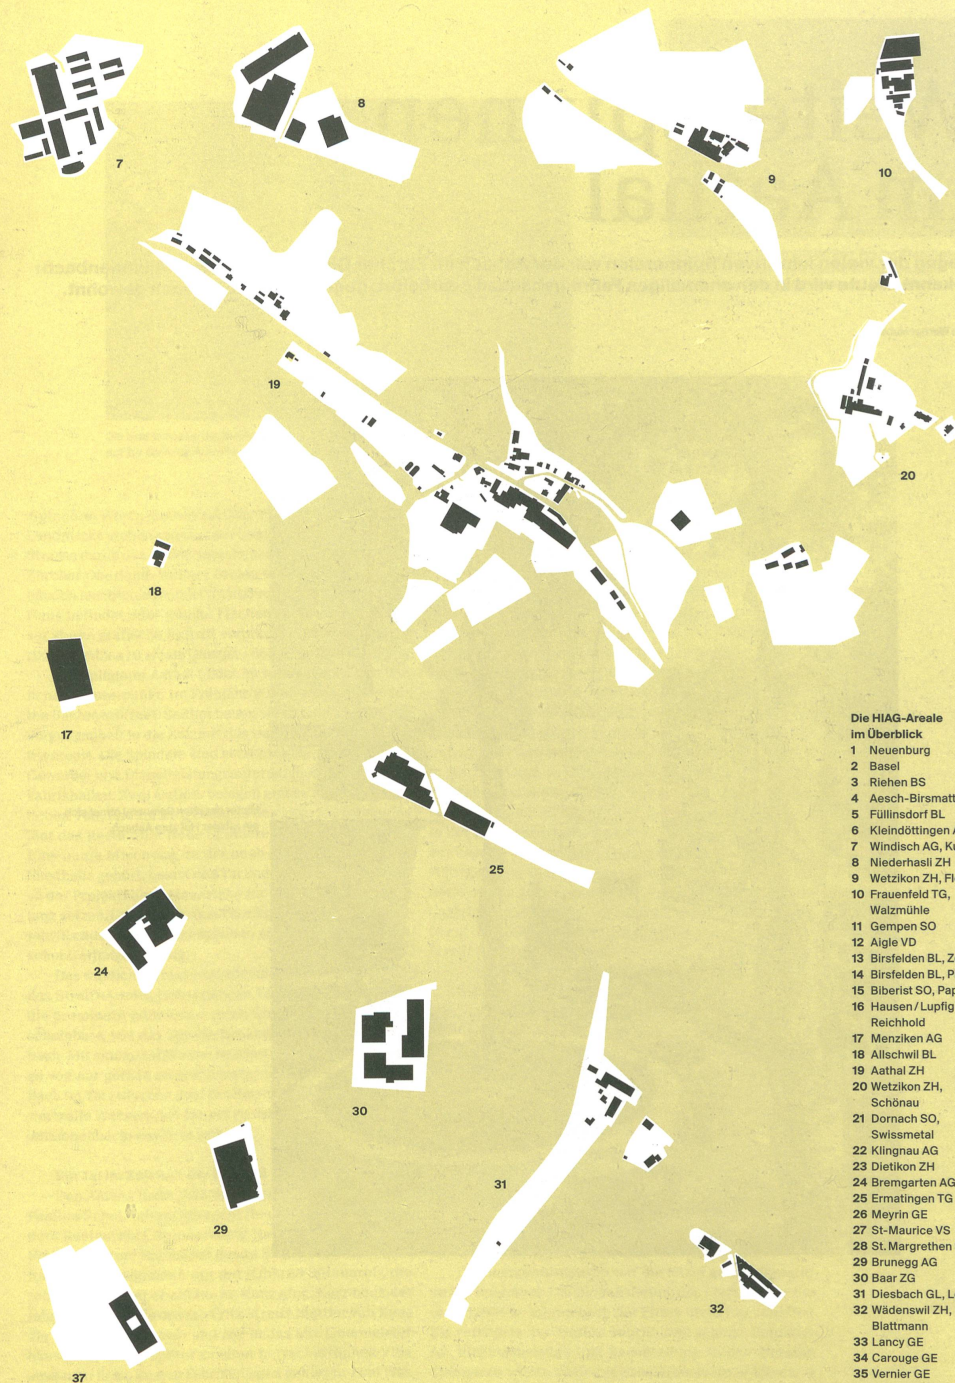 7
8
9
10
19
20
18
17
25
24
30
31
29
32
37
Die HIAG-Areale
im Überblick
1 Neuenburg
2 Basel
3 Riehen BS
4 Aesch-Birsmatt
5 Füllinsdorf BL
6 Kleindöttingen
7 Windisch AG,
8 Niederhasli ZH
9 Wetzikon ZH,
10 Frauenfeld TG,
Walzmühle
11 Gempen SO
12 Aigle VD
13 Birsfelden BL,
14 Birsfelden BL,
15 Biberist SO,
16 Hausen / Lupfig
Reichhold
17 Menziken AG
18 Allschwil BL
19 Aathal ZH
20 Wetzikon ZH,
Schönau
21 Dornach SO,
Swissmetal
22 Klingnau AG
23 Dietikon ZH
24 Bremgarten AG
25 Ermatingen TG
26 Meyrin GE
27 St-Maurice VS
28 St. Margrethen
29 Brunegg AG
30 Baar ZG
31 Diesbach GL,
32 Wädenswil ZH,
Blattmann
33 Lancy GE
34 Carouge GE
35 Vernier GE